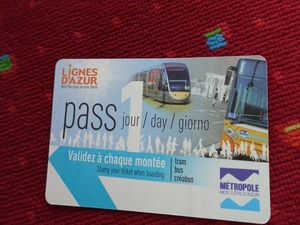 LiGNES
D'AZUR
pass 1 jour / day / giorno
Validez à chaque montée
Stamp your ticket when boarding
tram
bus
créabus
MÉTROPOLE
NICE CÔTE D'AZUR